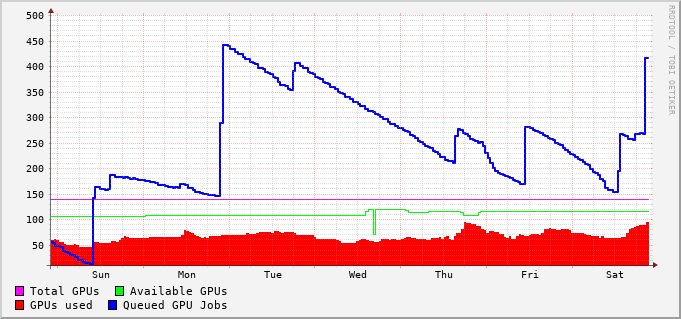 500
450
400
350
300
250
200
150
100
50
Sun Mon Tue Wed Thu Fri Sat
Total GPUs Available GPUs
GPUs used Queued GPU Jobs
RRDTOOL / TOBI OETIKER